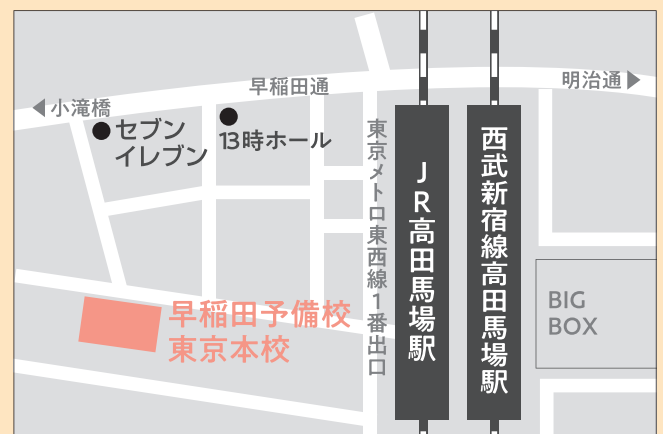 早稲田通
明治通
小滝橋
セブン
イレブン
13時ホール
東京メトロ東西線1番出口
JR高田馬場駅
西武新宿線高田馬場駅
BIG
BOX
早稲田予備校
東京本校